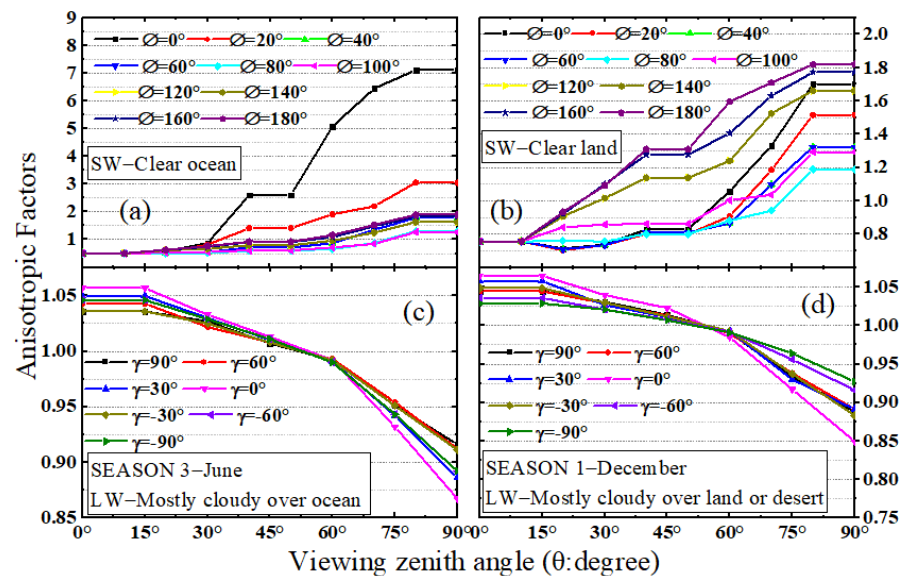 9
8
7
6
5
4
3
2
1
∅=0° ∅=20° ∅=40°
∅=60° ∅=80° ∅=100°
∅=120° ∅=140°
∅=160° ∅=180°
SW−Clear ocean
(a)
∅=0° ∅=20° ∅=40°
∅=60° ∅=80° ∅=100°
∅=120° ∅=140°
∅=160° ∅=180°
SW−Clear land
(b)
2.0
1.8
1.6
1.4
1.2
1.0
0.8
Anisotropic Factors
1.05
1.00
0.95
0.90
0.85
(c)
γ=90° γ=60°
γ=30° γ=0°
γ=-30° γ=-60°
γ=-90°
SEASON 3−June
LW−Mostly cloudy over ocean
0° 15° 30° 45° 60° 75° 90°
(d)
γ=90° γ=60°
γ=30° γ=0°
γ=-30° γ=-60°
γ=-90°
SEASON 1−December
LW−Mostly cloudy over land or desert
1.05
1.00
0.95
0.90
0.85
0.80
0.75
0° 15° 30° 45° 60° 75° 90°
Viewing zenith angle (θ:degree)